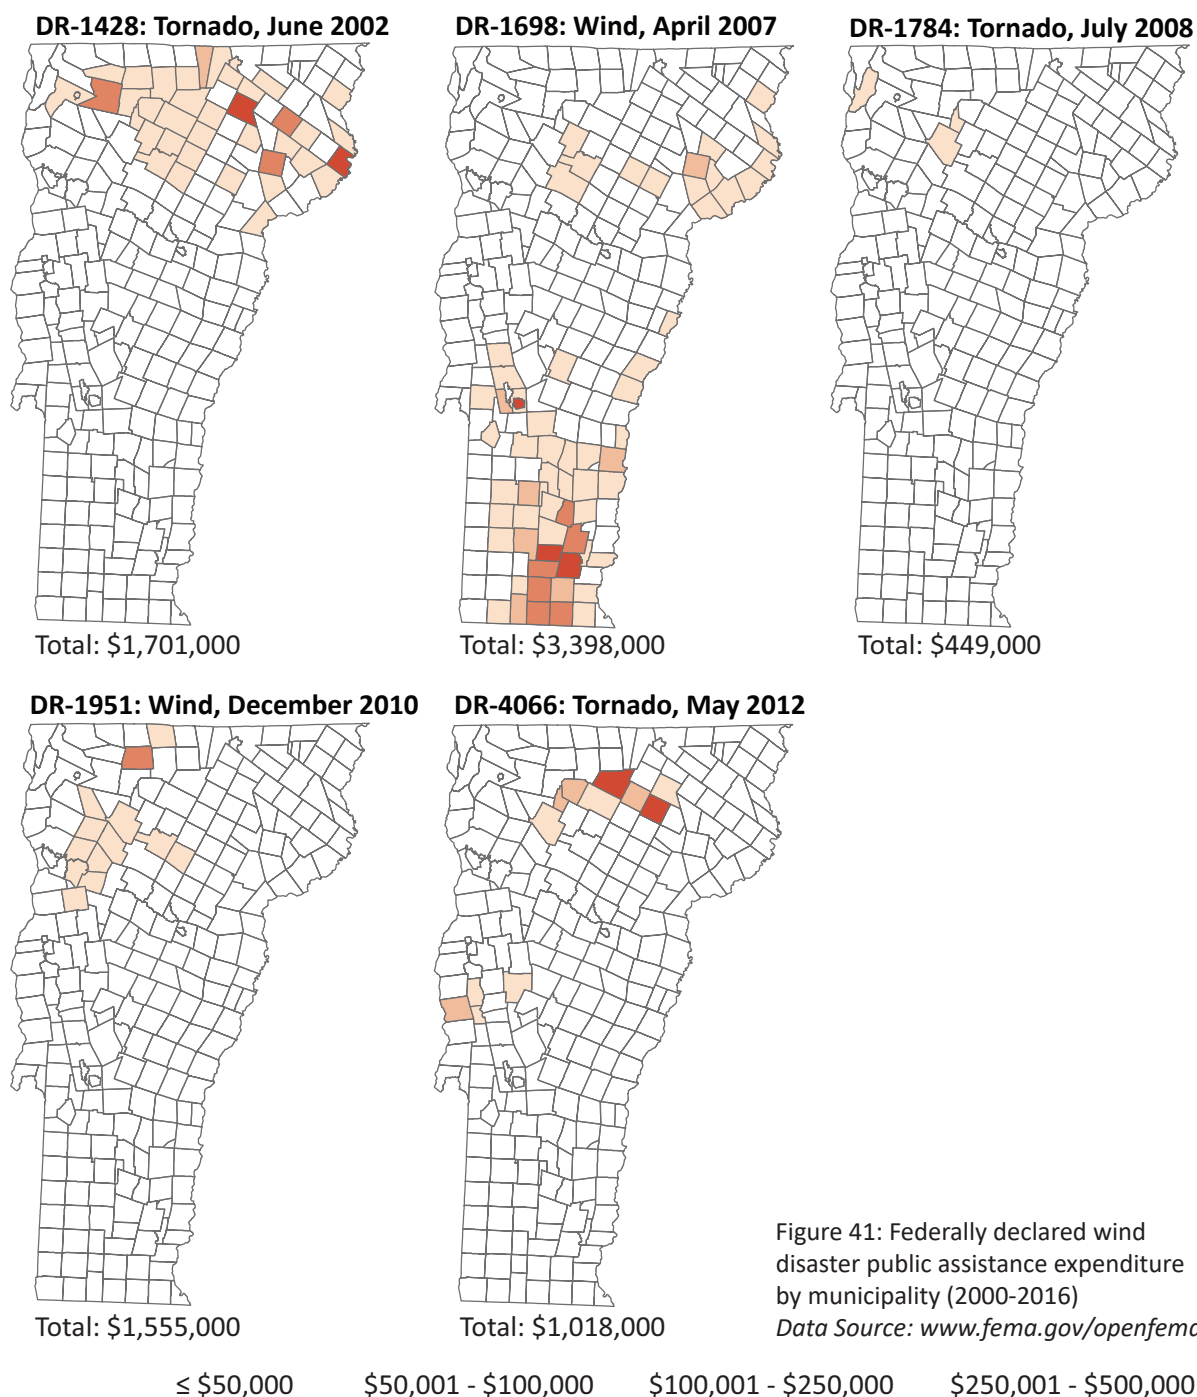 DR-1428: Tornado, June 2002
DR-1698: Wind, April 2007
DR-1784: Tornado, July 2008
Total: $1,701,000
Total: $3,398,000
Total: $449,000
DR-1951: Wind, December 2010
DR-4066: Tornado, May 2012
Total: $1,555,000
Total: $1,018,000
Figure 41: Federally declared wind
disaster public assistance expenditure
by municipality (2000-2016)
Data Source: www.fema.gov/openfema
≤ $50,000
$50,001 - $100,000
$100,001 - $250,000
$250,001 - $500,000